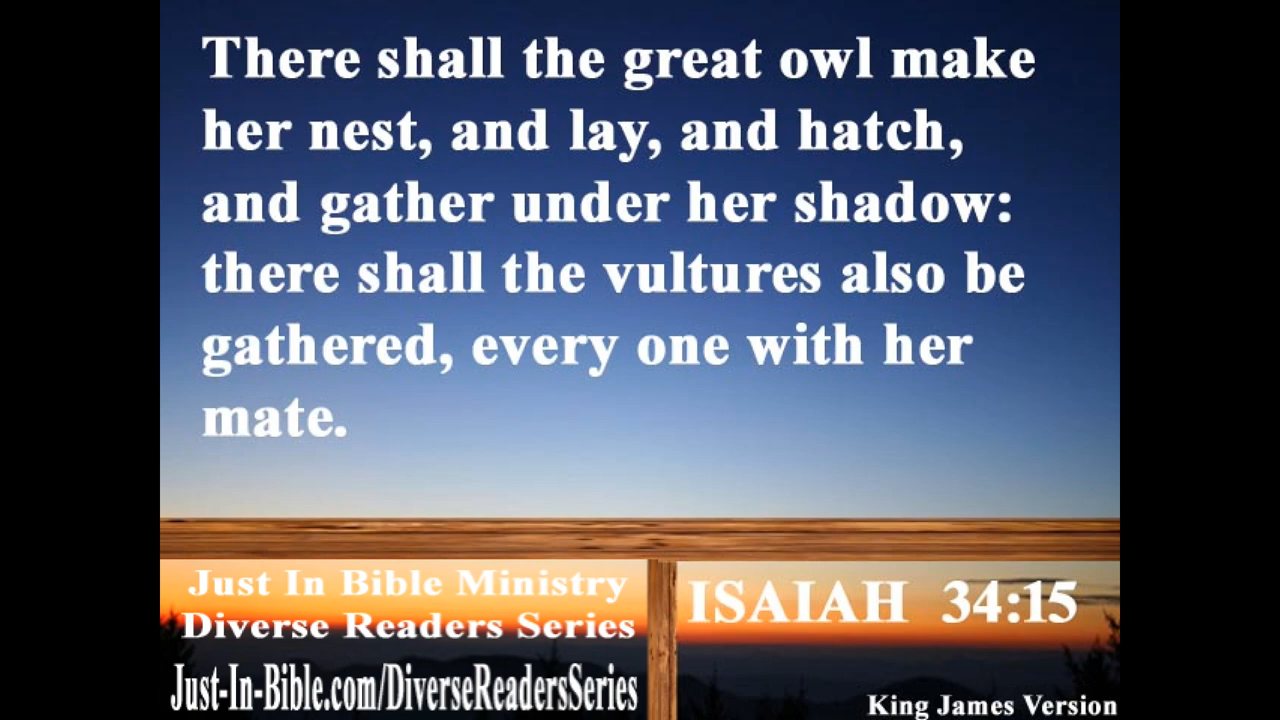 There shall the great owl make
her nest, and lay, and hatch,
and gather under her shadow:
there shall the vultures also be
gathered, every one with her
mate.
Just In Bible Ministry
Diverse Readers Series
Just-In-Bible.com/DiverseReadersSeries
ISAIAH 34:15
King James Version